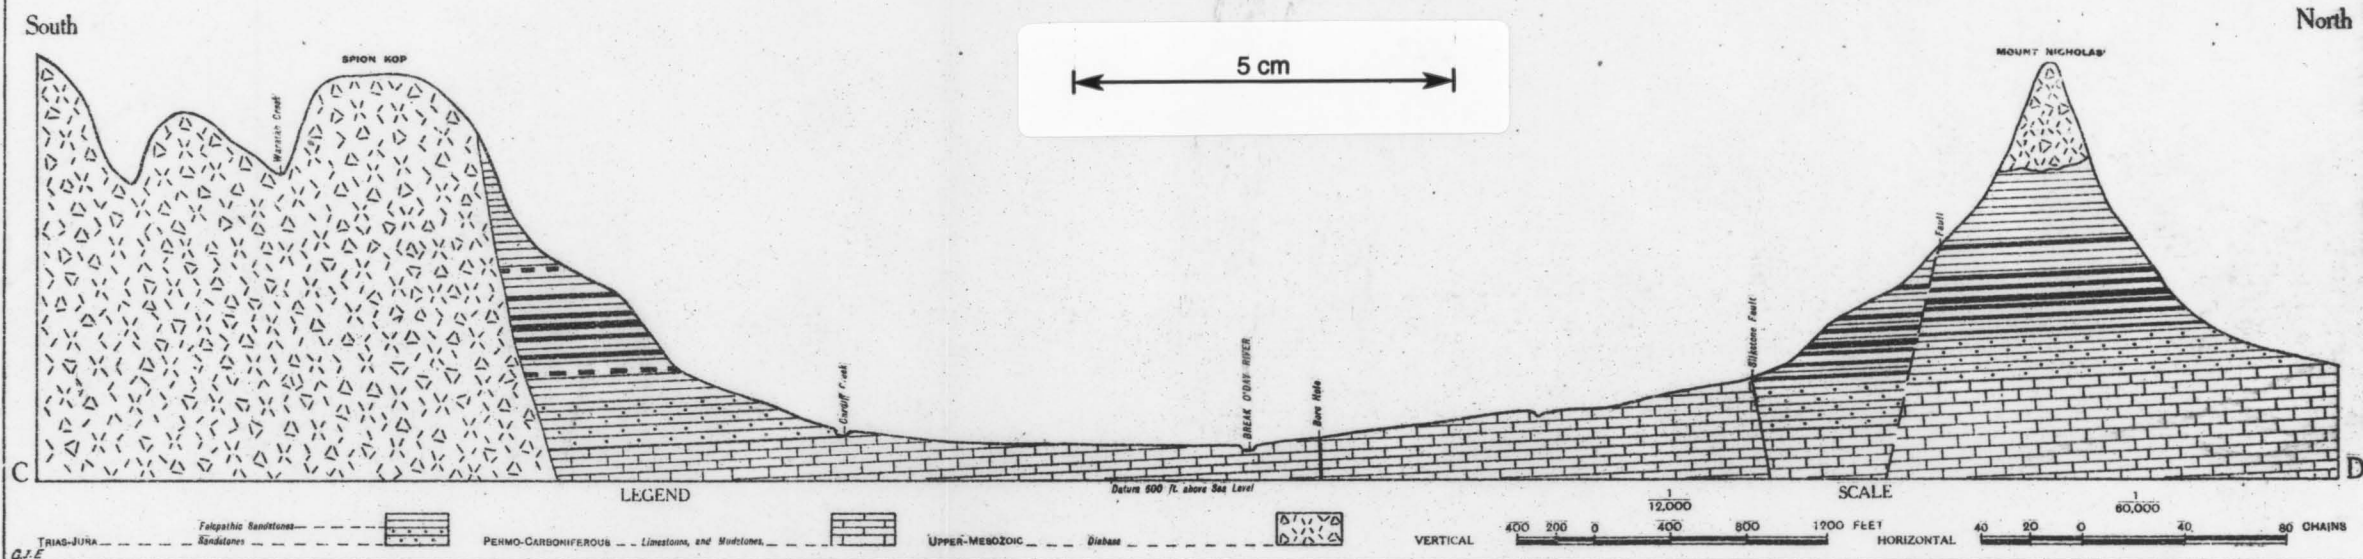 South
North
SPION KOP
5 cm
MOUNT NICHOLAS
Waratah Creek
Fault
Silkstone Fault
Cardiff Creek
BREAK O'DAY RIVER
Bore Hole
C
D
LEGEND
Datum 600 ft. above Sea Level
SCALE
1
12,000
1
60,000
TRIAS-JURA
Felspathic Sandstones
Sandstones
PERMO-CARBONIFEROUS Limestones, and Mudstones
UPPER-MESOZOIC Diabase
VERTICAL 400 200 0 400 800 1200 FEET
HORIZONTAL 40 20 0 40 80 CHAINS
Q.J.E